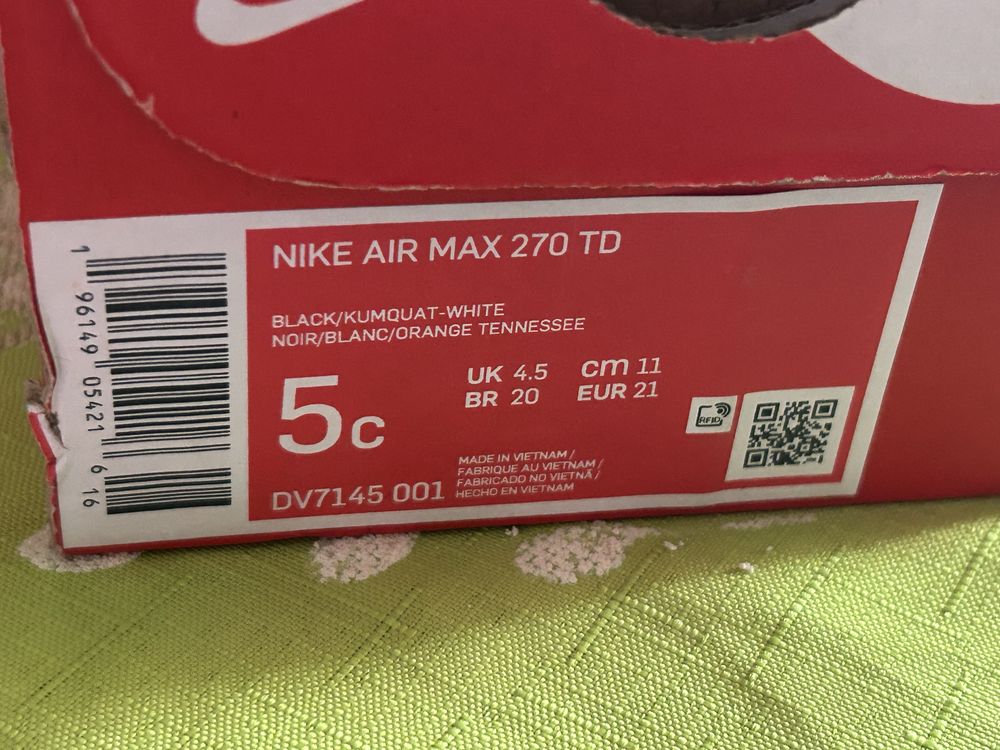 1 96149 05421 6 16
NIKE AIR MAX 270 TD
BLACK/KUMQUAT-WHITE
NOIR/BLANC/ORANGE TENNESSEE
5c
UK 4.5 cm 11
BR 20 EUR 21
RFID
MADE IN VIETNAM /
FABRIQUE AU VIETNAM /
FABRICADO NO VIETNÃ /
HECHO EN VIETNAM
DV7145 001